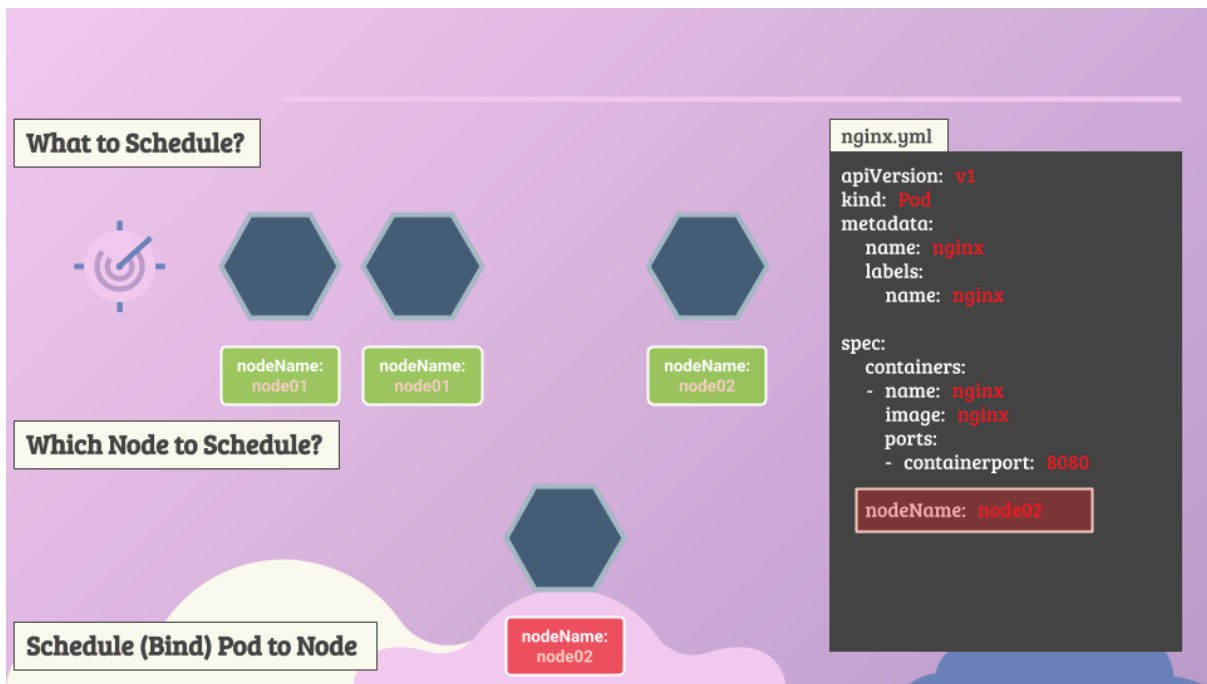 What to Schedule?
nodeName:
node01
nodeName:
node01
nodeName:
node02
Which Node to Schedule?
nodeName:
node02
Schedule (Bind) Pod to Node
nginx.yml
apiVersion: v1
kind: Pod
metadata:
name: nginx
labels:
name: nginx
spec:
containers:
- name: nginx
image: nginx
ports:
- containerport: 8080
nodeName: node02